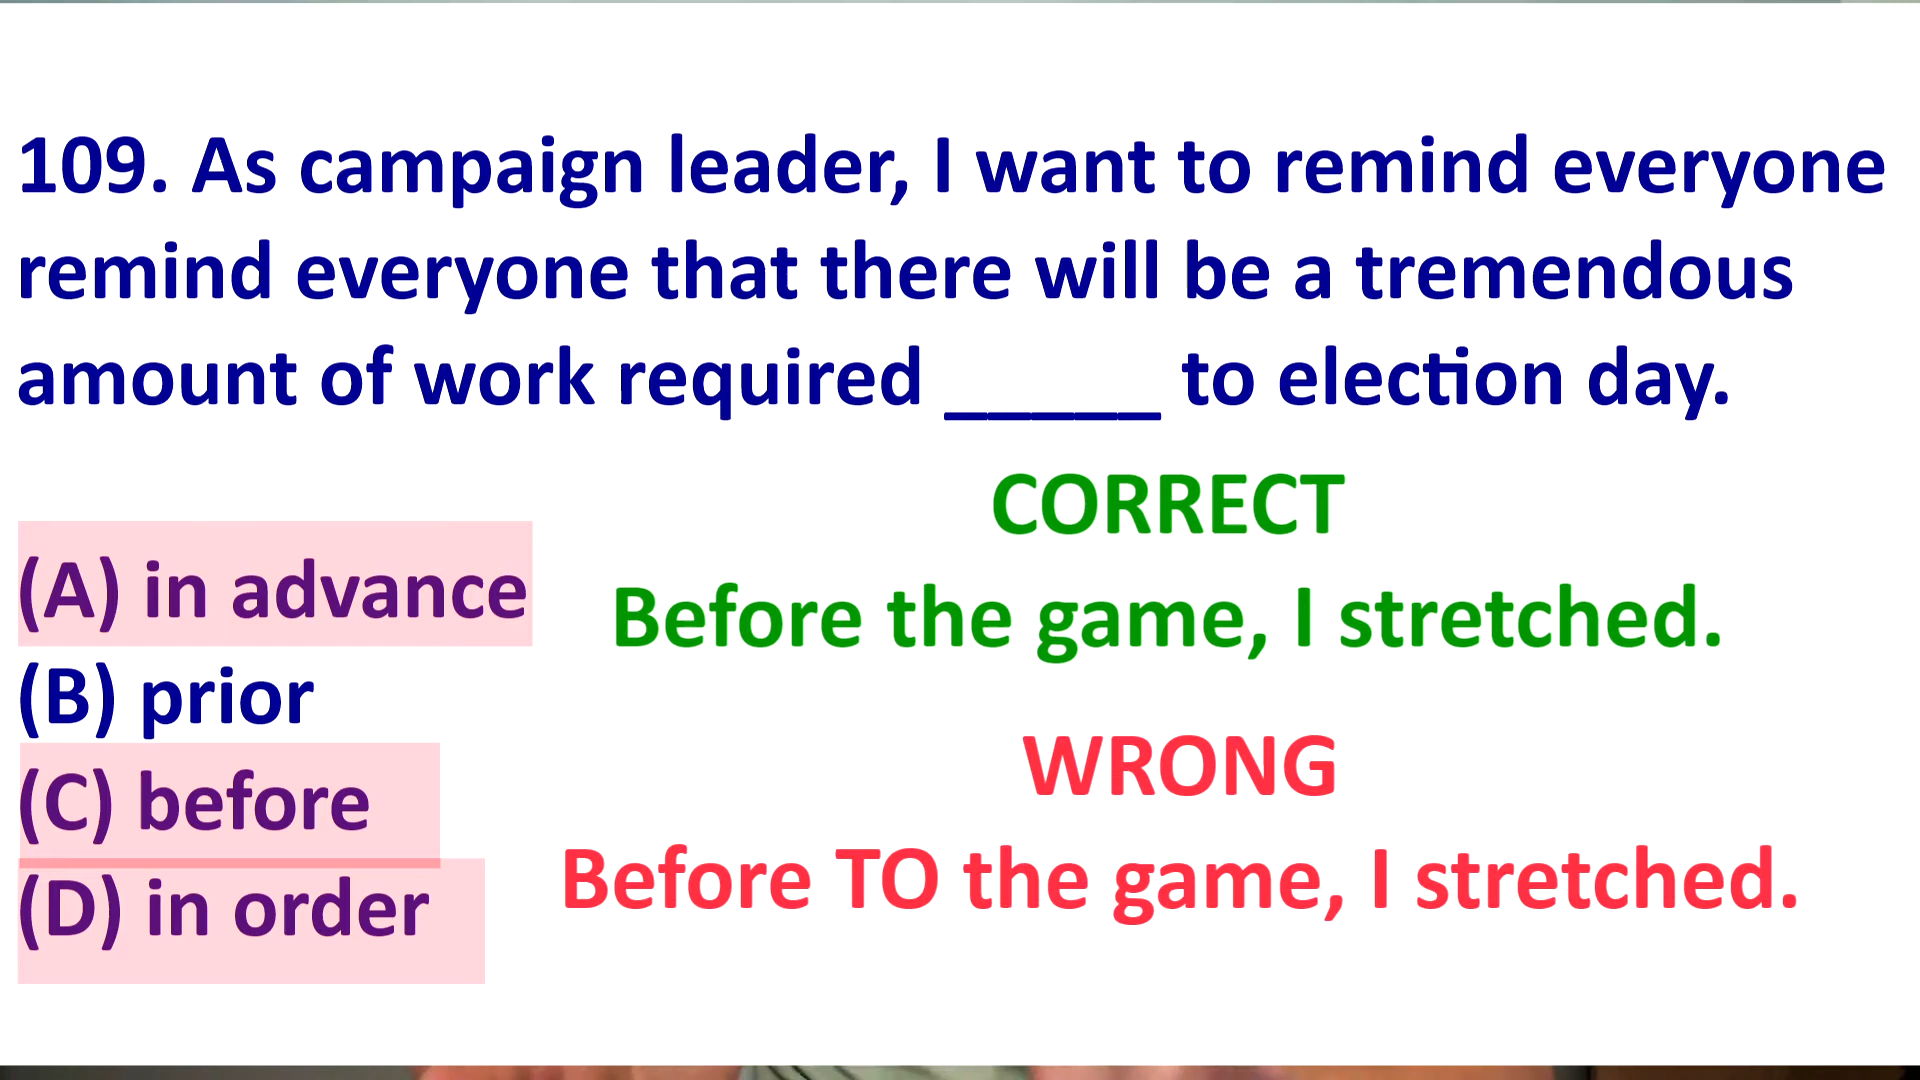 109. As campaign leader, I want to remind everyone
remind everyone that there will be a tremendous
amount of work required _____ to election day.
CORRECT
(A) in advance
Before the game, I stretched.
(B) prior
WRONG
(C) before
Before TO the game, I stretched.
(D) in order